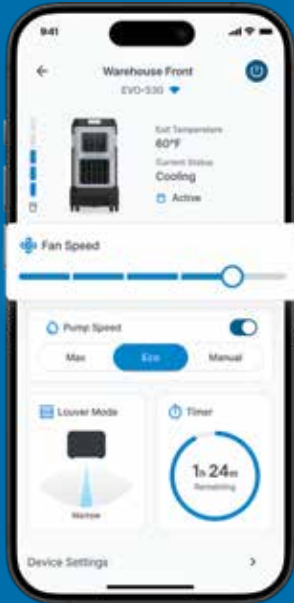 9:41
Warehouse Front
EVO-530
Exit Temperature
60°F
Current Status
Cooling
Active
Fan Speed
Pump Speed
Max
Eco
Manual
Louver Mode
Narrow
Timer
1h 24m
Remaining
Device Settings